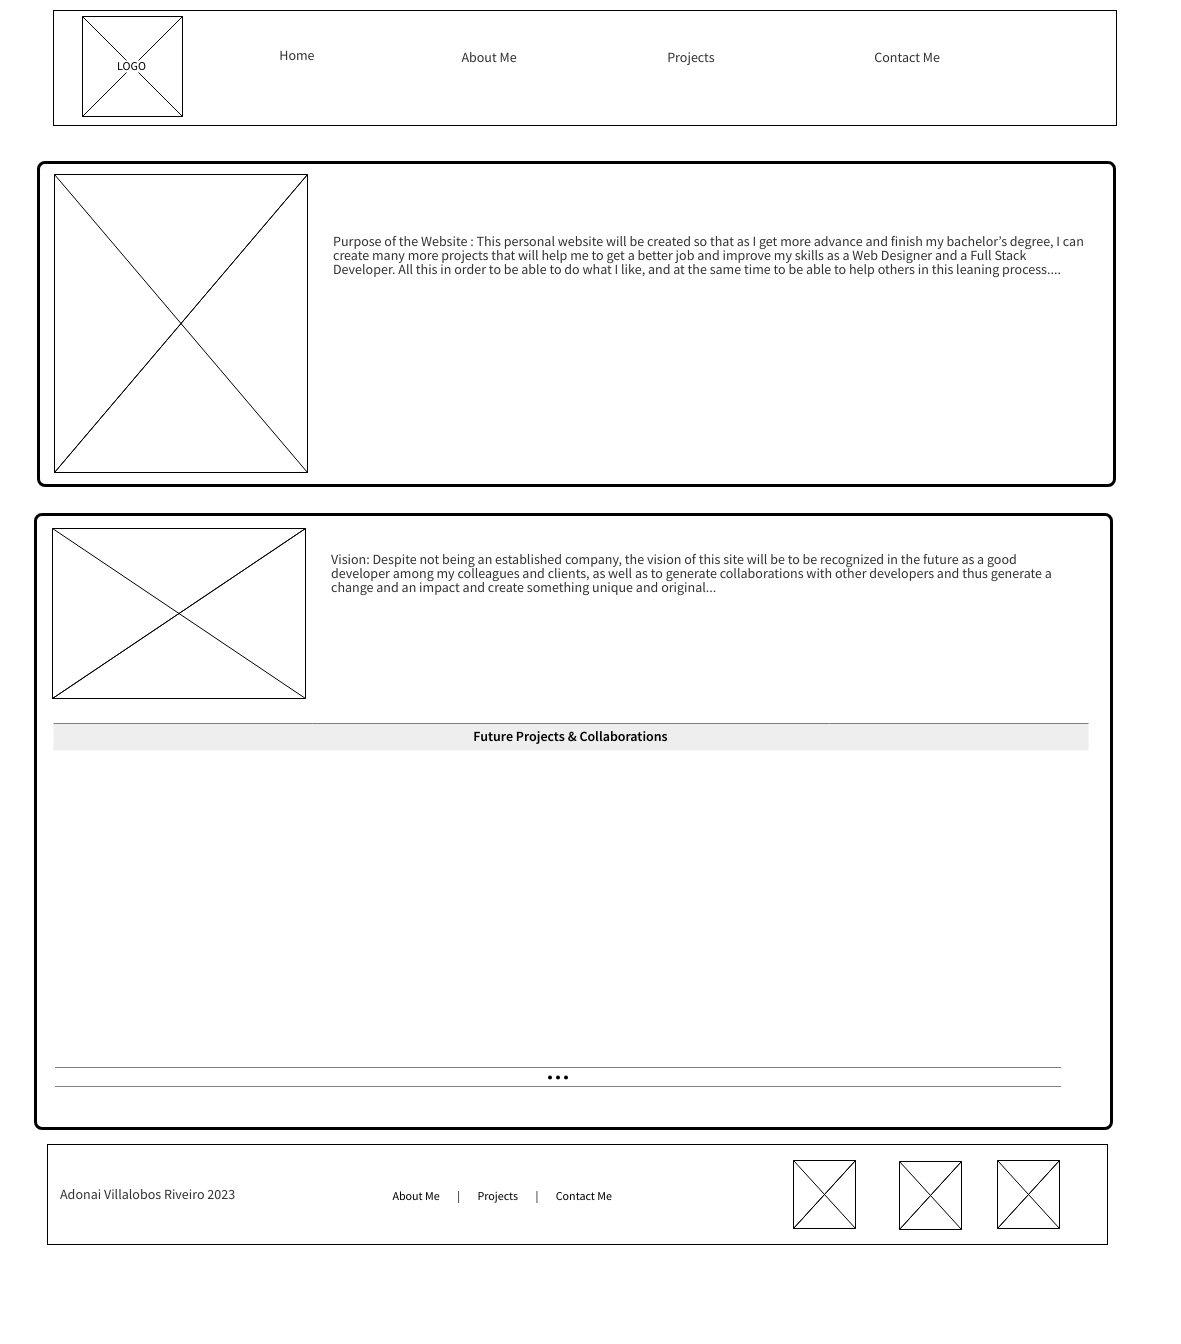 LOGO
Home
About Me
Projects
Contact Me
Purpose of the Website : This personal website will be created so that as I get more advance and finish my bachelor’s degree, I can
create many more projects that will help me to get a better job and improve my skills as a Web Designer and a Full Stack
Developer. All this in order to be able to do what I like, and at the same time to be able to help others in this leaning process....
Vision: Despite not being an established company, the vision of this site will be to be recognized in the future as a good
developer among my colleagues and clients, as well as to generate collaborations with other developers and thus generate a
change and an impact and create something unique and original...
Future Projects & Collaborations
•••
Adonai Villalobos Riveiro 2023
About Me | Projects | Contact Me